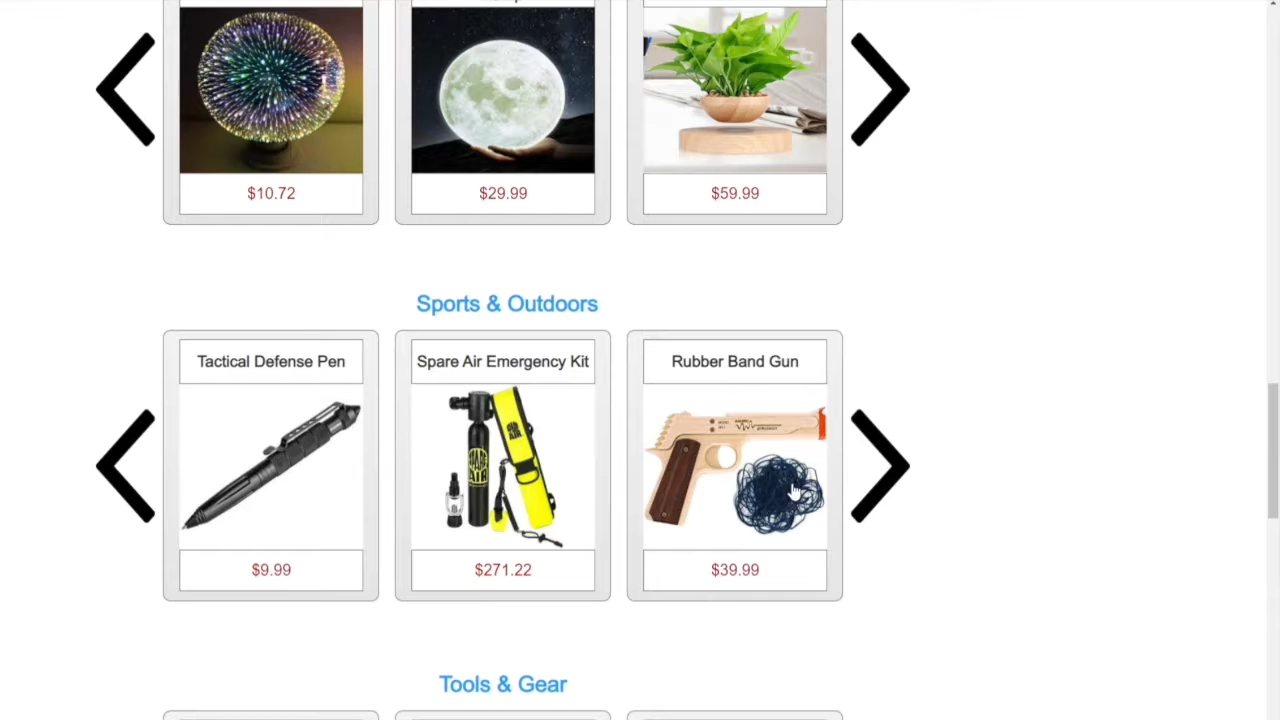 $10.72
$29.99
$59.99
Sports & Outdoors
Tactical Defense Pen
Spare Air Emergency Kit
Rubber Band Gun
$9.99
$271.22
$39.99
Tools & Gear